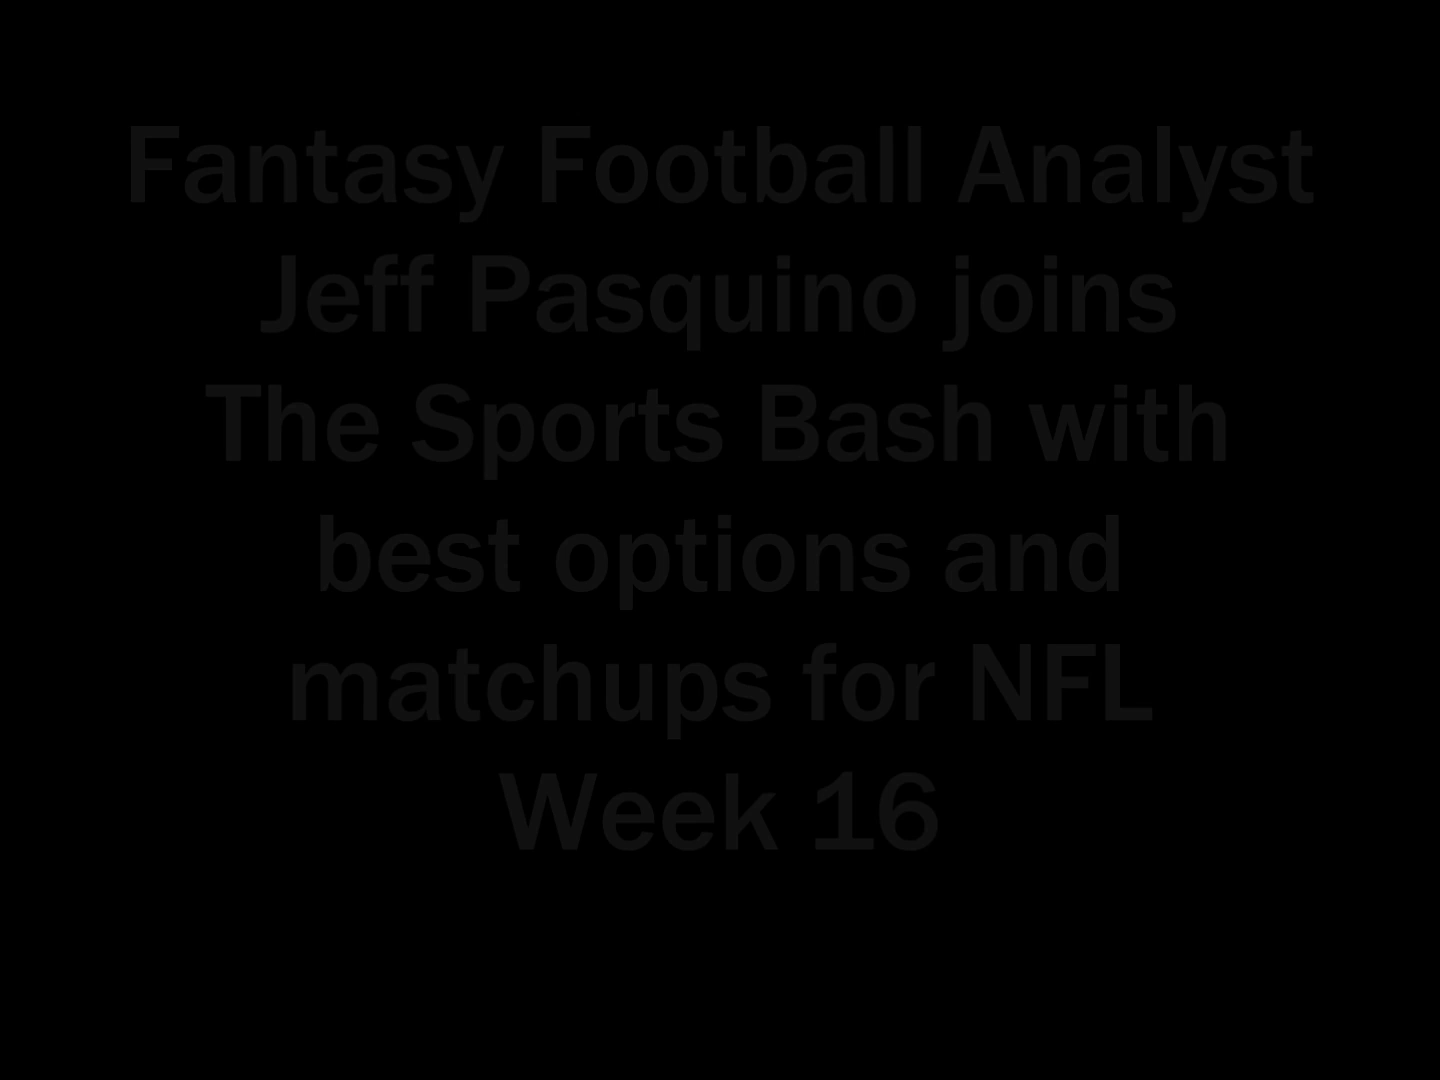 Fantasy Football Analyst
Jeff Pasquino joins
The Sports Bash with
best options and
matchups for NFL
Week 16